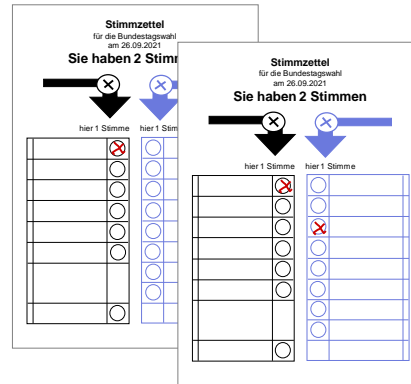 Stimmzettel
für die Bundestagswahl
am 26.09.2021
Sie haben 2 Stimm
hier 1 Stimme hier 1 Stim
Stimmzettel
für die Bundestagswahl
am 26.09.2021
Sie haben 2 Stimmen
hier 1 Stimme hier 1 Stimme